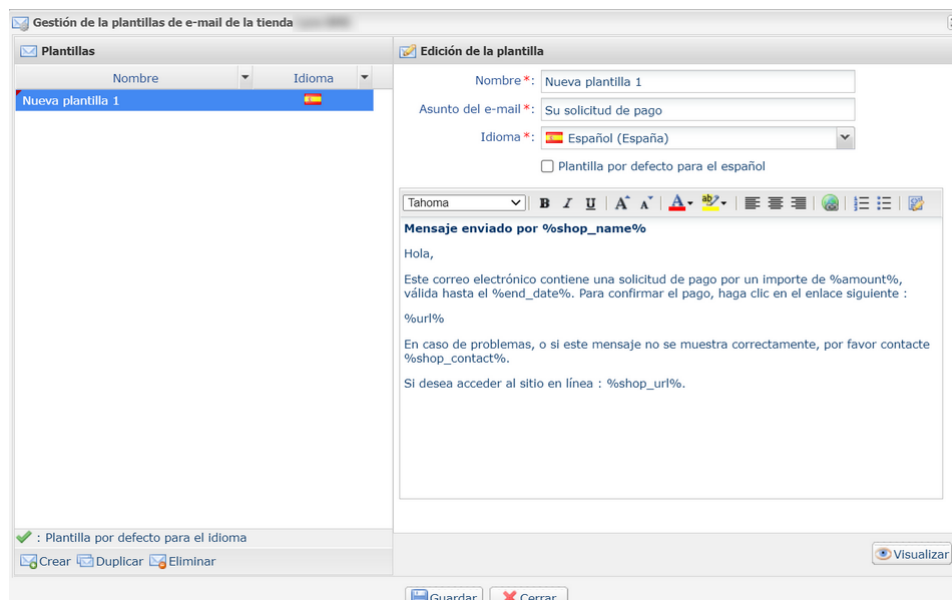 Gestión de la plantillas de e-mail de la tienda
Plantillas
Nombre Idioma
Nueva plantilla 1
: Plantilla por defecto para el idioma
Crear Duplicar Eliminar
Edición de la plantilla
Nombre*: Nueva plantilla 1
Asunto del e-mail*: Su solicitud de pago
Idioma*: Español (España)
Plantilla por defecto para el español
Tahoma B I U A A A ab
Mensaje enviado por %shop_name%
Hola,
Este correo electrónico contiene una solicitud de pago por un importe de %amount%,
válida hasta el %end_date%. Para confirmar el pago, haga clic en el enlace siguiente :
%url%
En caso de problemas, o si este mensaje no se muestra correctamente, por favor contacte
%shop_contact%.
Si desea acceder al sitio en línea : %shop_url%.
Visualizar
Guardar Cerrar